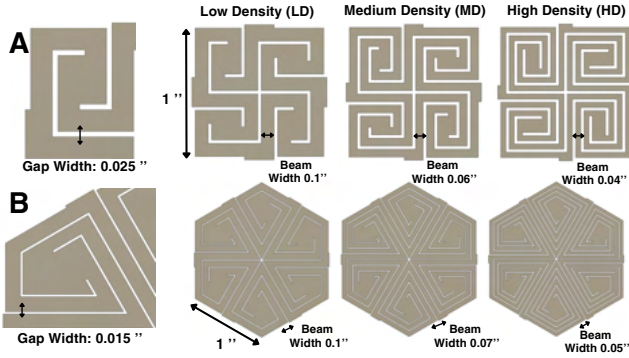 A
Low Density (LD)
Medium Density (MD)
High Density (HD)
1 ’’
Gap Width: 0.025 ’’
Beam
Width 0.1’’
Beam
Width 0.06’’
Beam
Width 0.04’’
B
Gap Width: 0.015 ’’
1 ’’
Beam
Width 0.1’’
Beam
Width 0.07’’
Beam
Width 0.05’’